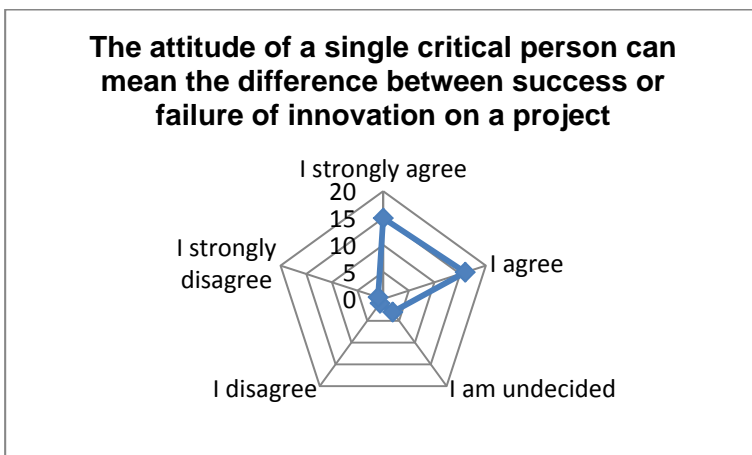 The attitude of a single critical person can
mean the difference between success or
failure of innovation on a project
I strongly agree
20
15
10
5
0
I agree
I am undecided
I disagree
I strongly
disagree